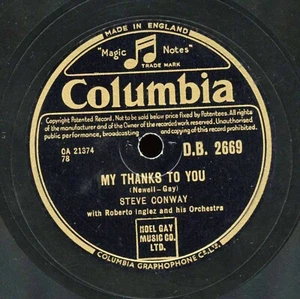 MADE IN ENGLAND
"Magic Notes"
TRADE MARK
Columbia
Copyright Patented Record. Not to be sold below price fixed by Patentees. All rights
of the manufacturer and of the Owner of the recorded work reserved. Unauthorised
public performance, broadcasting and copying of this record prohibited.
CA 21374
78
D.B. 2669
MY THANKS TO YOU
(Newell-Gay)
STEVE CONWAY
with Roberto Inglez and his Orchestra
NOEL GAY
MUSIC CO.
LTD.
COLUMBIA GRAPHOPHONE CO. LTD.